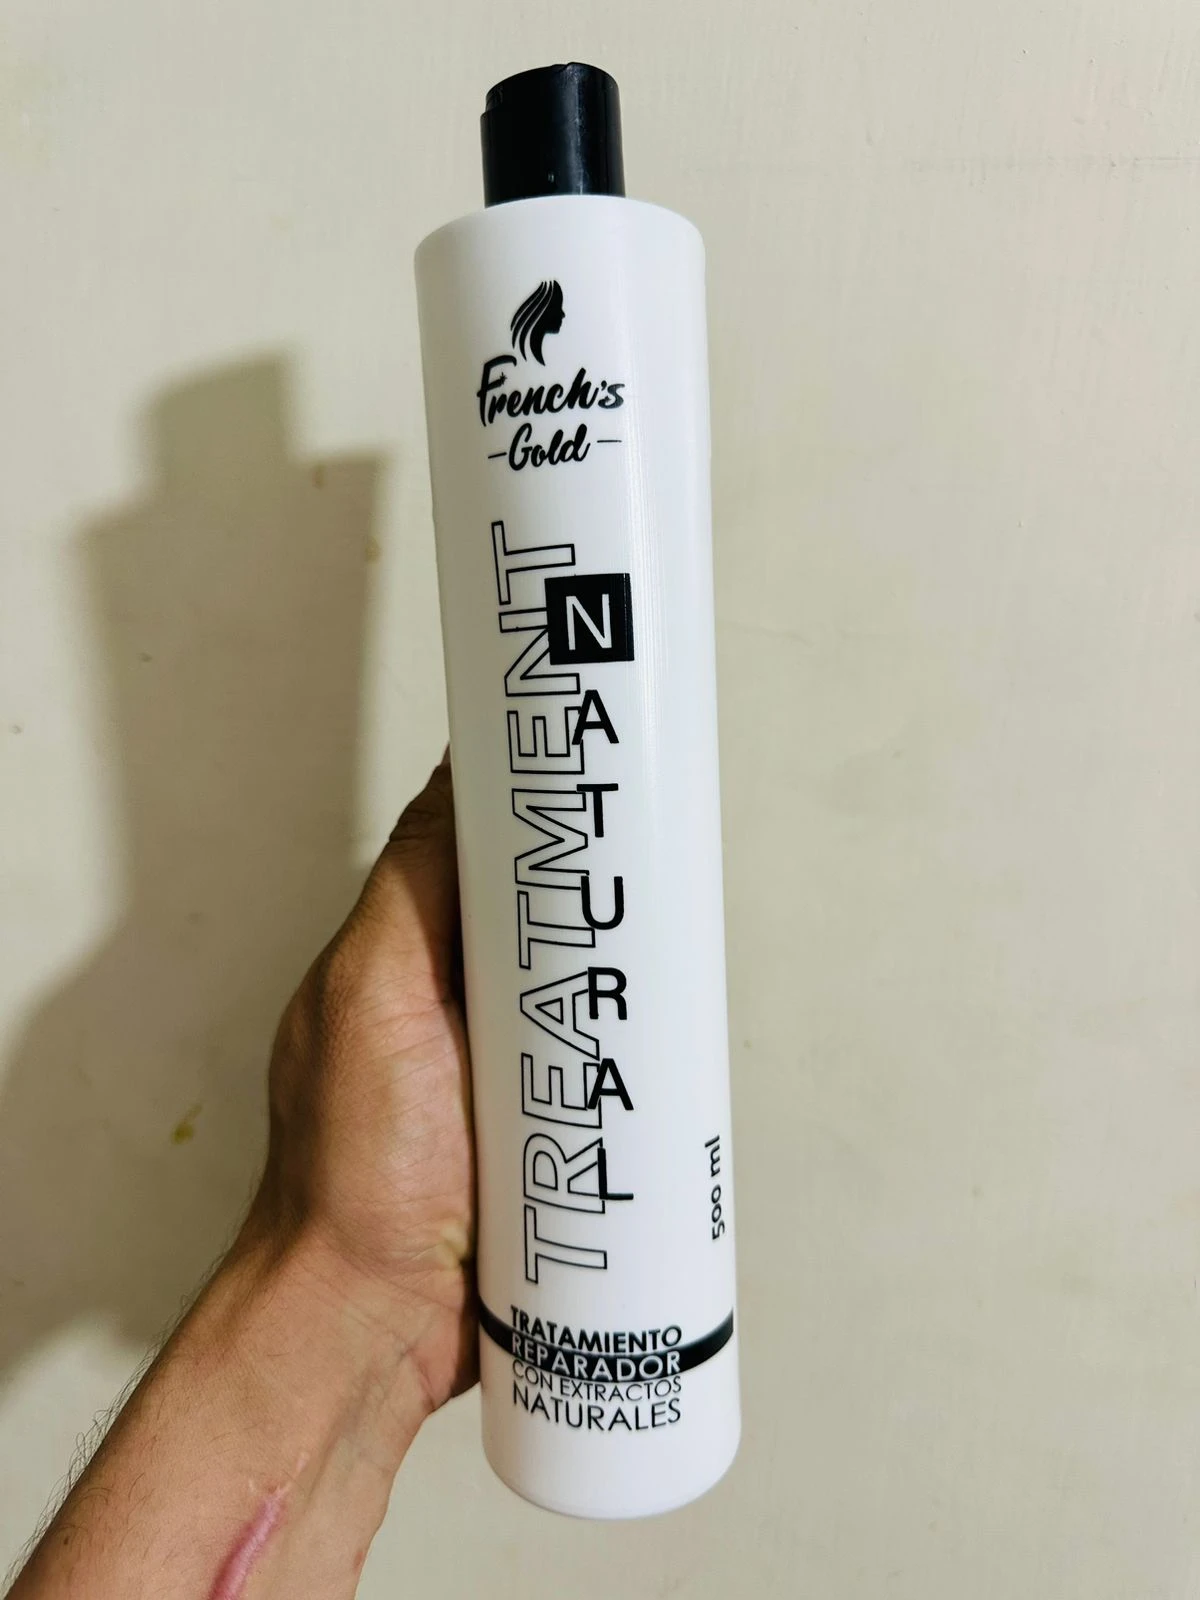 French's
-Gold-
TREATMENT
NATURAL
500 ml
TRATAMIENTO
REPARADOR
CON EXTRACTOS
NATURALES